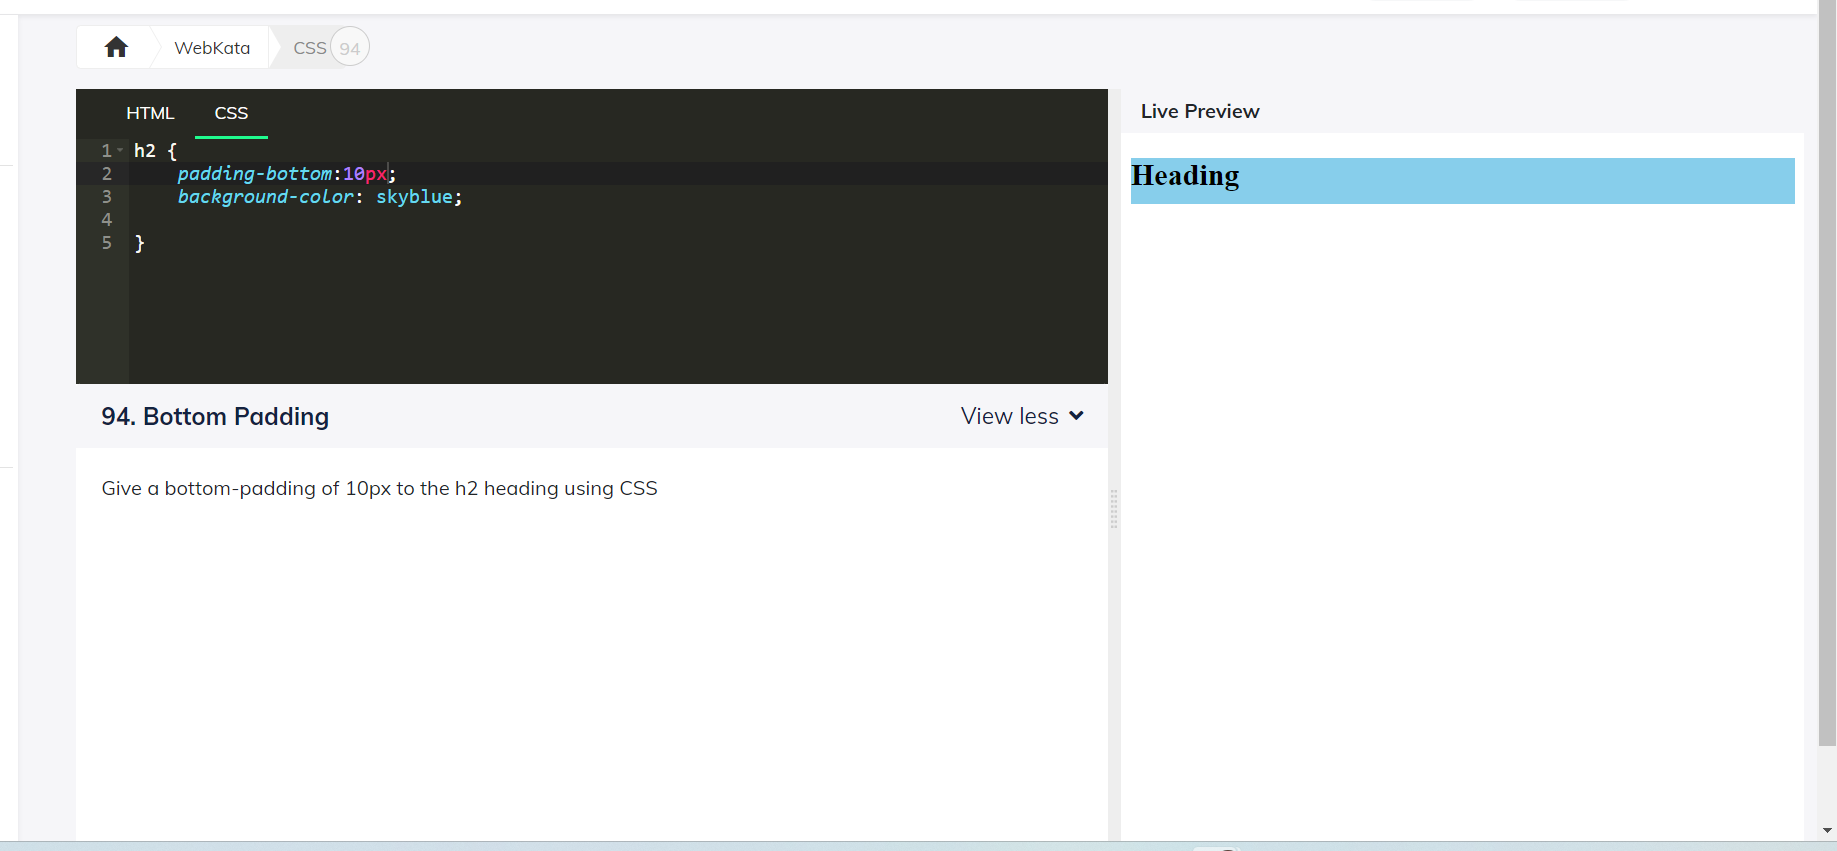 WebKata
CSS 94
HTML CSS
1 h2 {
2 padding-bottom:10px;
3 background-color: skyblue;
4
5 }
94. Bottom Padding
View less
Give a bottom-padding of 10px to the h2 heading using CSS
Live Preview
Heading